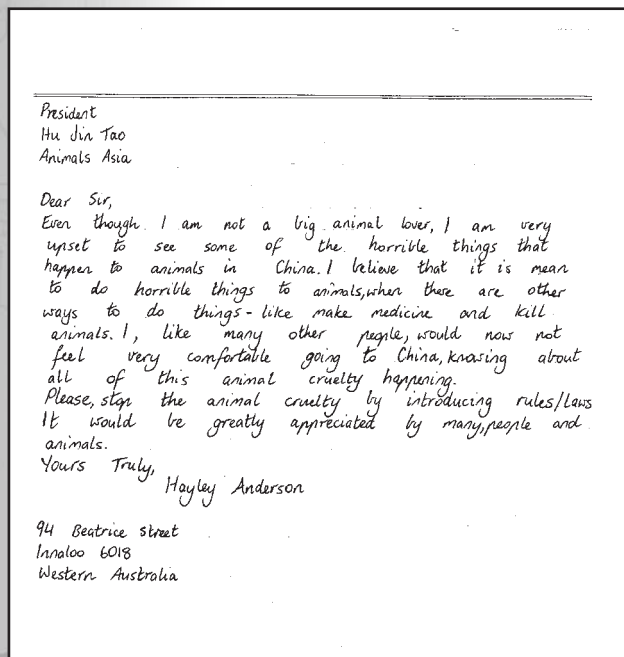 President
Hu Jin Tao
Animals Asia
Dear Sir,
Even though I am not a big animal lover, I am very
upset to see some of the horrible things that
happen to animals in China. I believe that it is mean
to do horrible things to animals, when there are other
ways to do things - like make medicine and kill
animals. I, like many other people, would now not
feel very comfortable going to China, knowing about
all of this animal cruelty happening.
Please, stop the animal cruelty by introducing rules/laws
It would be greatly appreciated by many, people and
animals.
Yours Truly,
Hayley Anderson
94 Beatrice street
Innaloo 6018
Western Australia